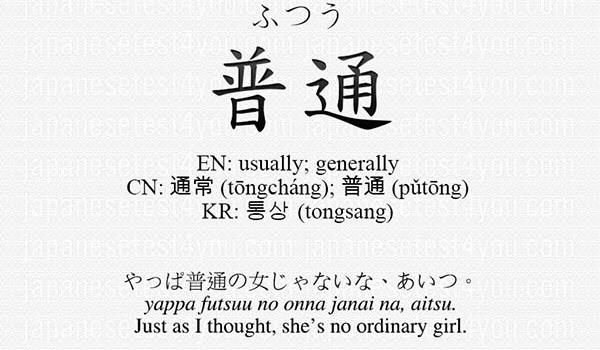 ふつう
普通
EN: usually; generally
CN: 通常 (tōngcháng); 普通 (pǔtōng)
KR: 통상 (tongsang)
やっぱ普通の女じゃないな、あいつ。
yappa futsuu no onna janai na, aitsu.
Just as I thought, she's no ordinary girl.
japanesetest4you.com